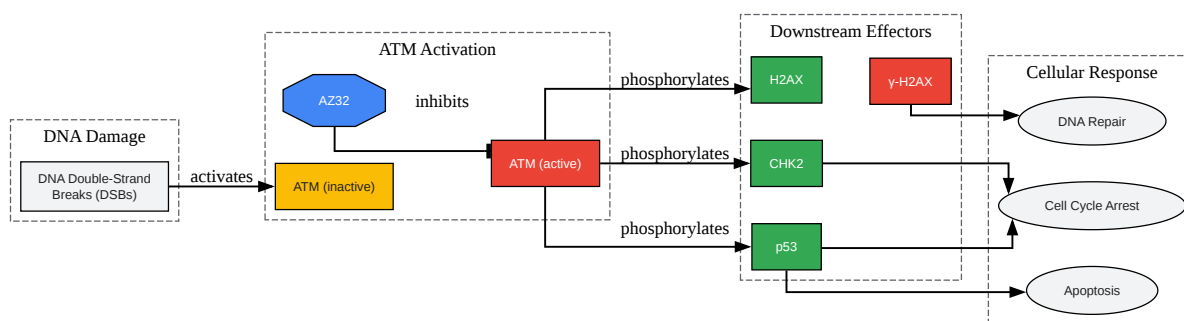 DNA Damage
DNA Double-Strand
Breaks (DSBs)
activates
ATM Activation
AZ32
inhibits
ATM (inactive)
ATM (active)
phosphorylates
phosphorylates
phosphorylates
Downstream Effectors
H2AX
γ-H2AX
CHK2
p53
Cellular Response
DNA Repair
Cell Cycle Arrest
Apoptosis